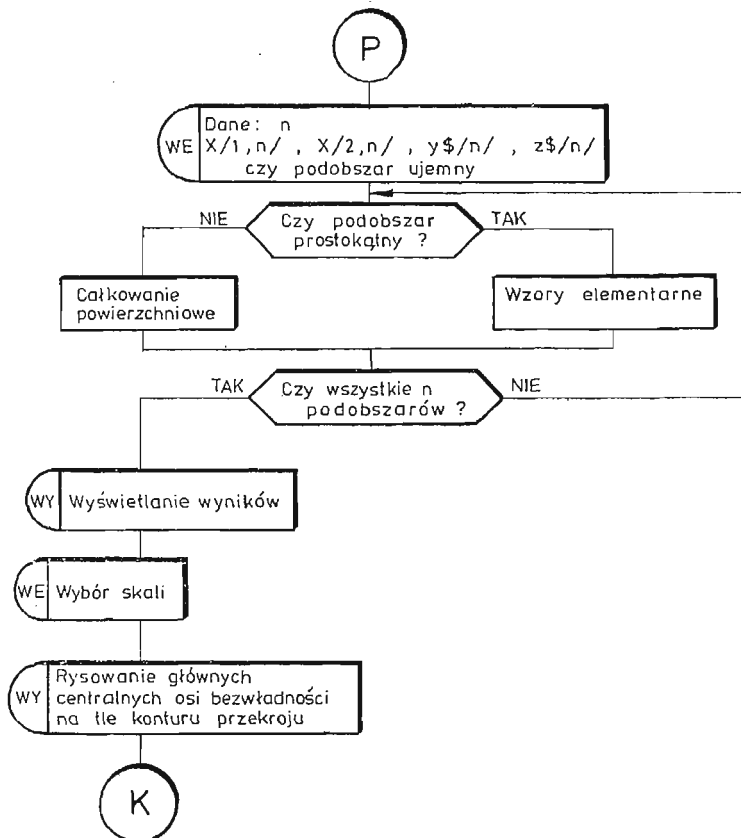 P
WE
Dane: n
X/1,n/ , X/2,n/ , y$/n/ , z$/n/
czy podobszar ujemny
NIE
Czy podobszar
prostokątny ?
TAK
Całkowanie
powierzchniowe
Wzory elementarne
TAK
Czy wszystkie n
podobszarów ?
NIE
WY
Wyświetlanie wyników
WE
Wybór skali
WY
Rysowanie głównych
centralnych osi bezwładności
na tle konturu przekroju
K